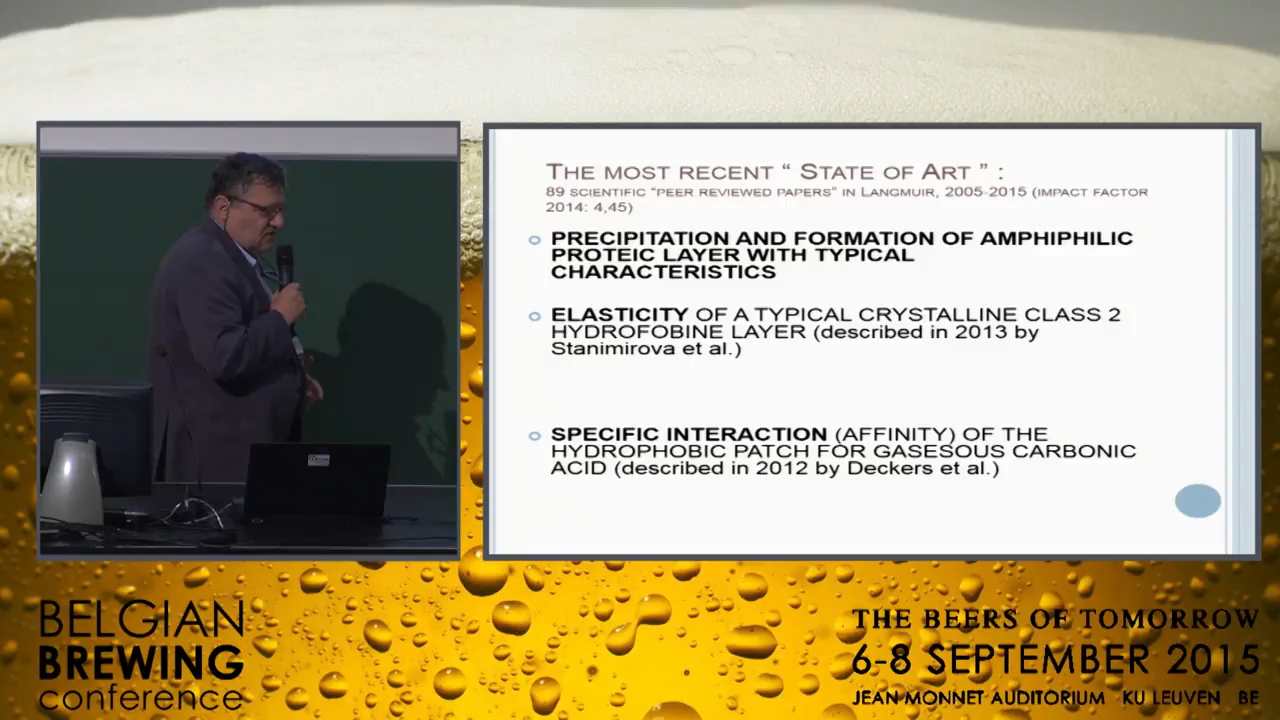 THE MOST RECENT “ STATE OF ART ” :
89 SCIENTIFIC “PEER REVIEWED PAPERS” IN LANGMUIR, 2005-2015 (IMPACT FACTOR
2014: 4,45)
PRECIPITATION AND FORMATION OF AMPHIPHILIC
PROTEIC LAYER WITH TYPICAL
CHARACTERISTICS
ELASTICITY OF A TYPICAL CRYSTALLINE CLASS 2
HYDROFOBINE LAYER (described in 2013 by
Stanimirova et al.)
SPECIFIC INTERACTION (AFFINITY) OF THE
HYDROPHOBIC PATCH FOR GASESOUS CARBONIC
ACID (described in 2012 by Deckers et al.)
BELGIAN
BREWING
conference
THE BEERS OF TOMORROW
6-8 SEPTEMBER 2015
JEAN MONNET AUDITORIUM KU LEUVEN BE